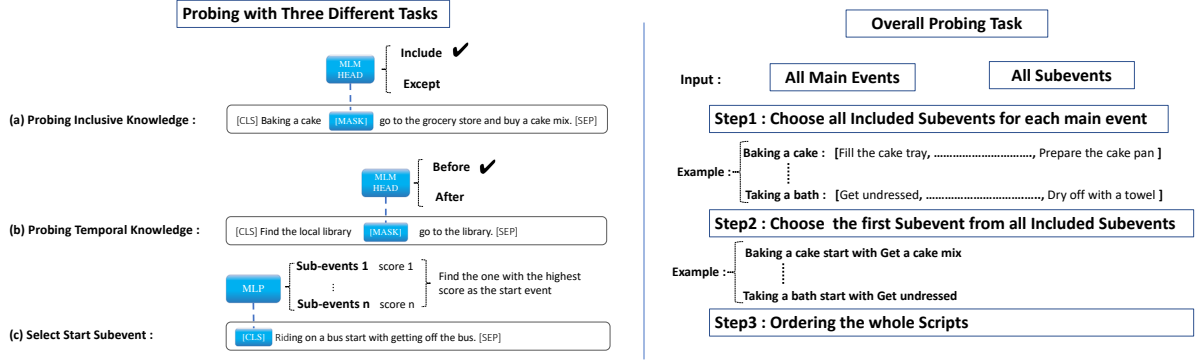 Probing with Three Different Tasks
MLM HEAD
Include ✔
Except
(a) Probing Inclusive Knowledge :
[CLS] Baking a cake [MASK] go to the grocery store and buy a cake mix. [SEP]
MLM HEAD
Before ✔
After
(b) Probing Temporal Knowledge :
[CLS] Find the local library [MASK] go to the library. [SEP]
MLP
Sub-events 1 score 1
⋮
Sub-events n score n
Find the one with the highest
score as the start event
(c) Select Start Subevent :
[CLS] Riding on a bus start with getting off the bus. [SEP]
Overall Probing Task
Input : All Main Events All Subevents
Step1 : Choose all Included Subevents for each main event
Example :
Baking a cake : [Fill the cake tray, ………………………….., Prepare the cake pan ]
Taking a bath : [Get undressed, ………………………………., Dry off with a towel ]
Step2 : Choose the first Subevent from all Included Subevents
Example :
Baking a cake start with Get a cake mix
Taking a bath start with Get undressed
Step3 : Ordering the whole Scripts